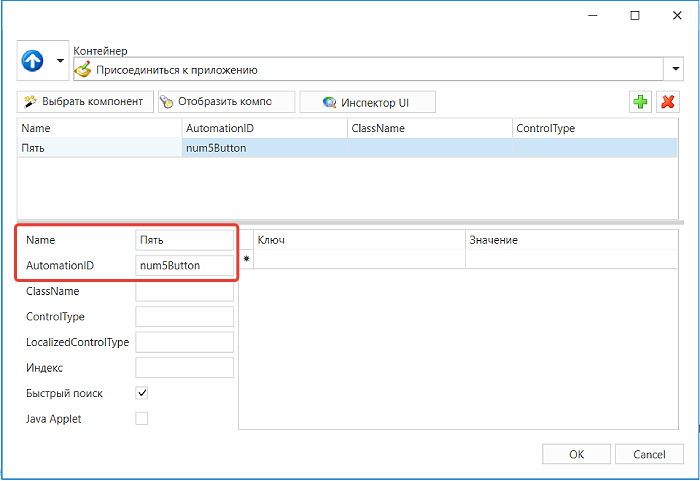 Контейнер
Присоединиться к приложению
Выбрать компонент Отобразить компо Инспектор UI
Name AutomationID ClassName ControlType
Пять num5Button
Name Пять Ключ Значение
AutomationID num5Button
ClassName
ControlType
LocalizedControlType
Индекс
Быстрый поиск
Java Applet
OK Cancel